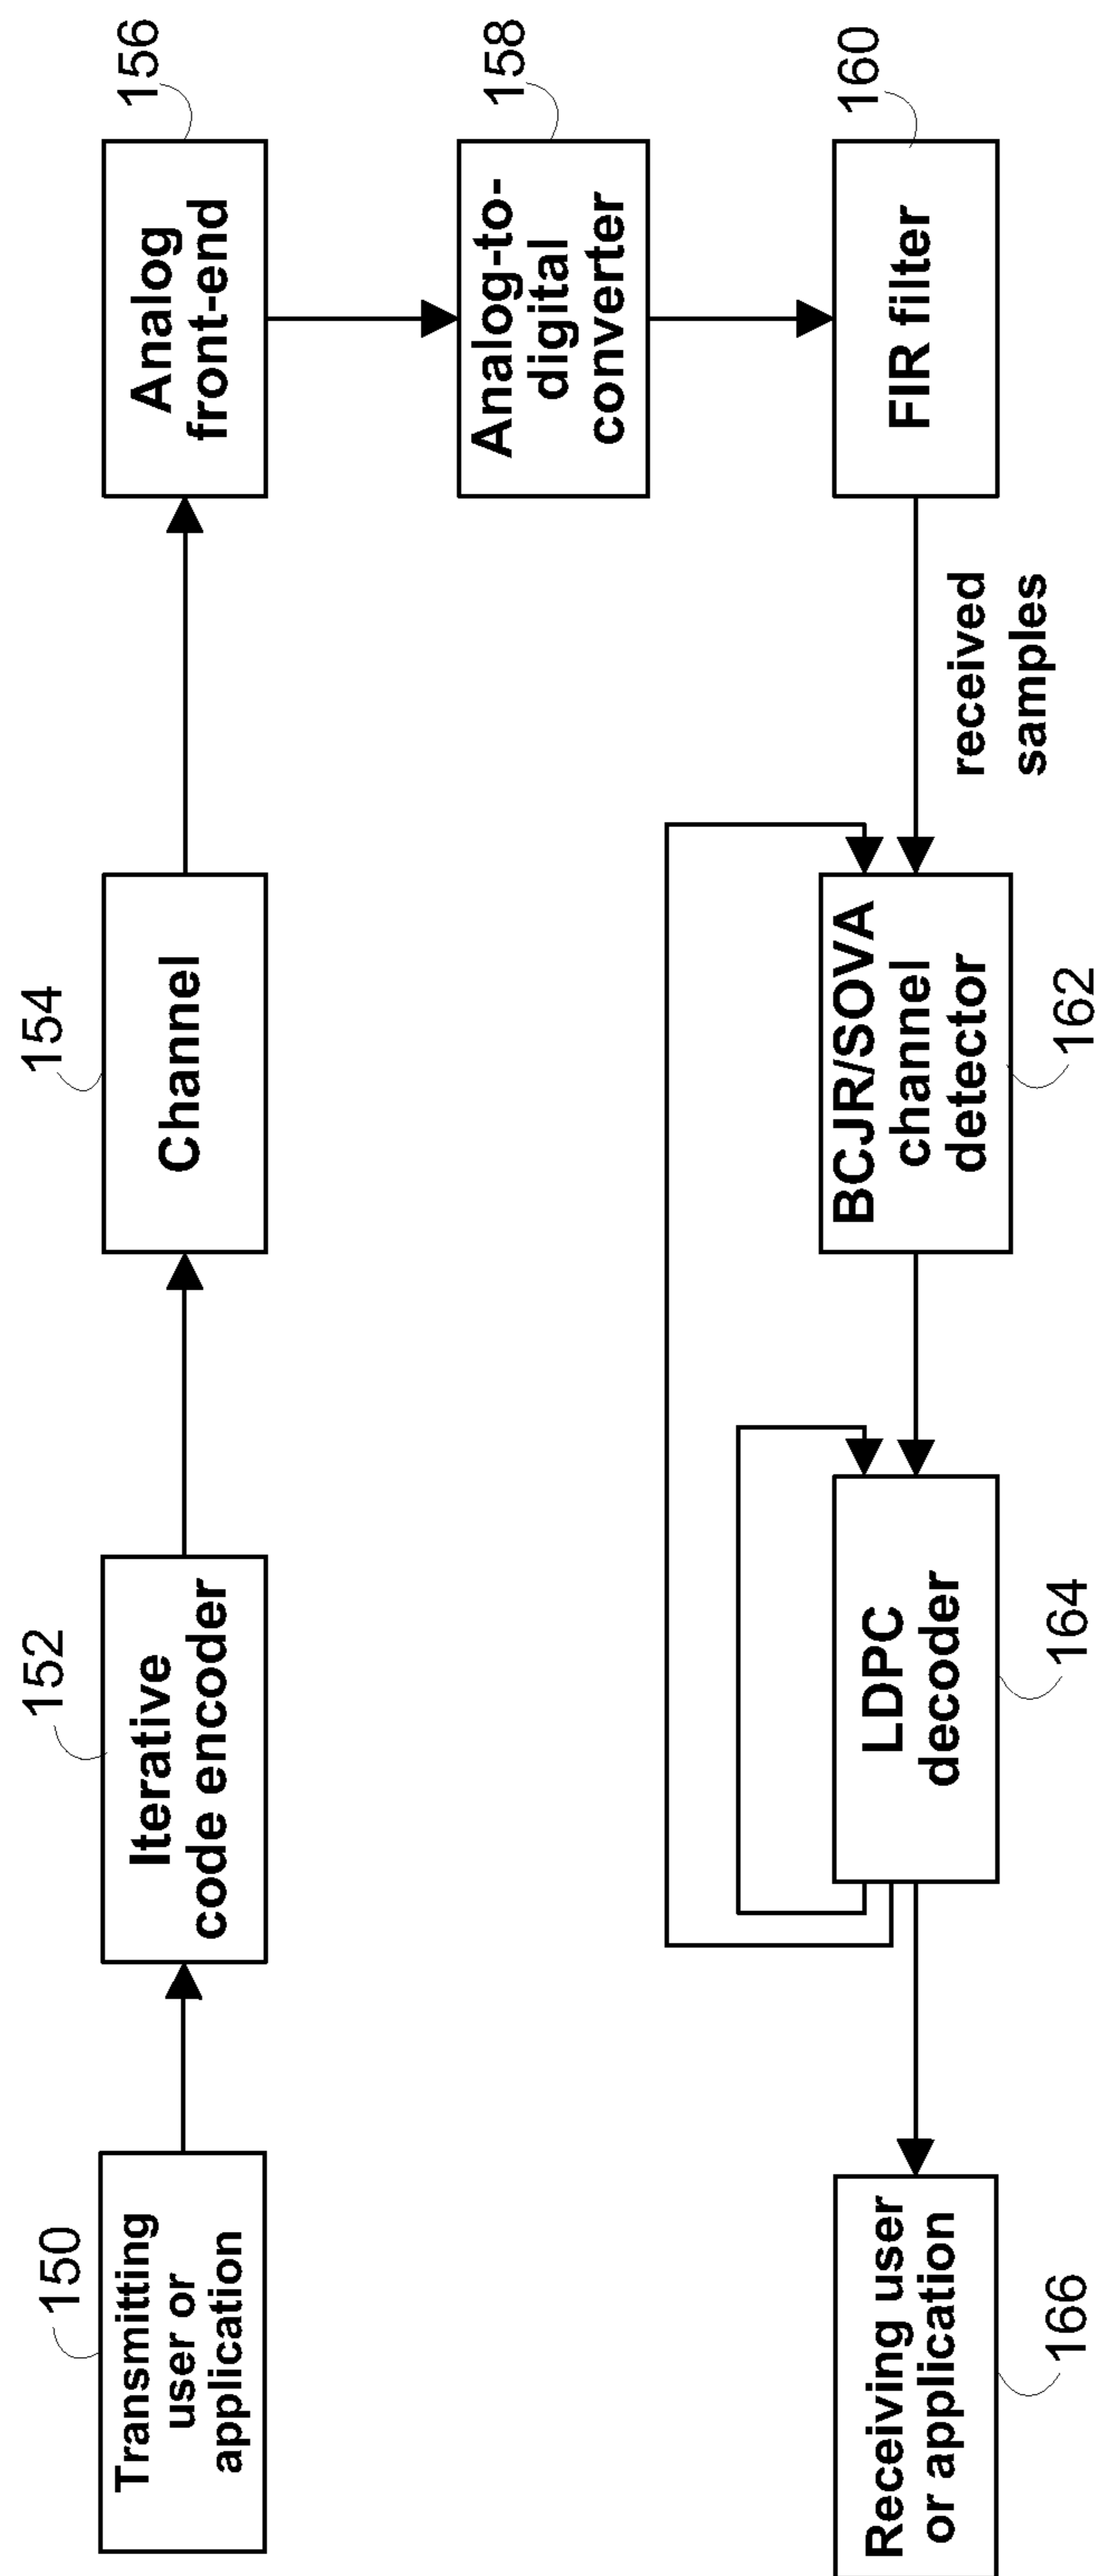 150
Transmitting
user or
application
152
Iterative
code encoder
154
Channel
156
Analog
front-end
158
Analog-to-
digital
converter
160
FIR filter
received
samples
BCJR/SOVA
channel
detector
162
LDPC
decoder
164
Receiving user
or application
166